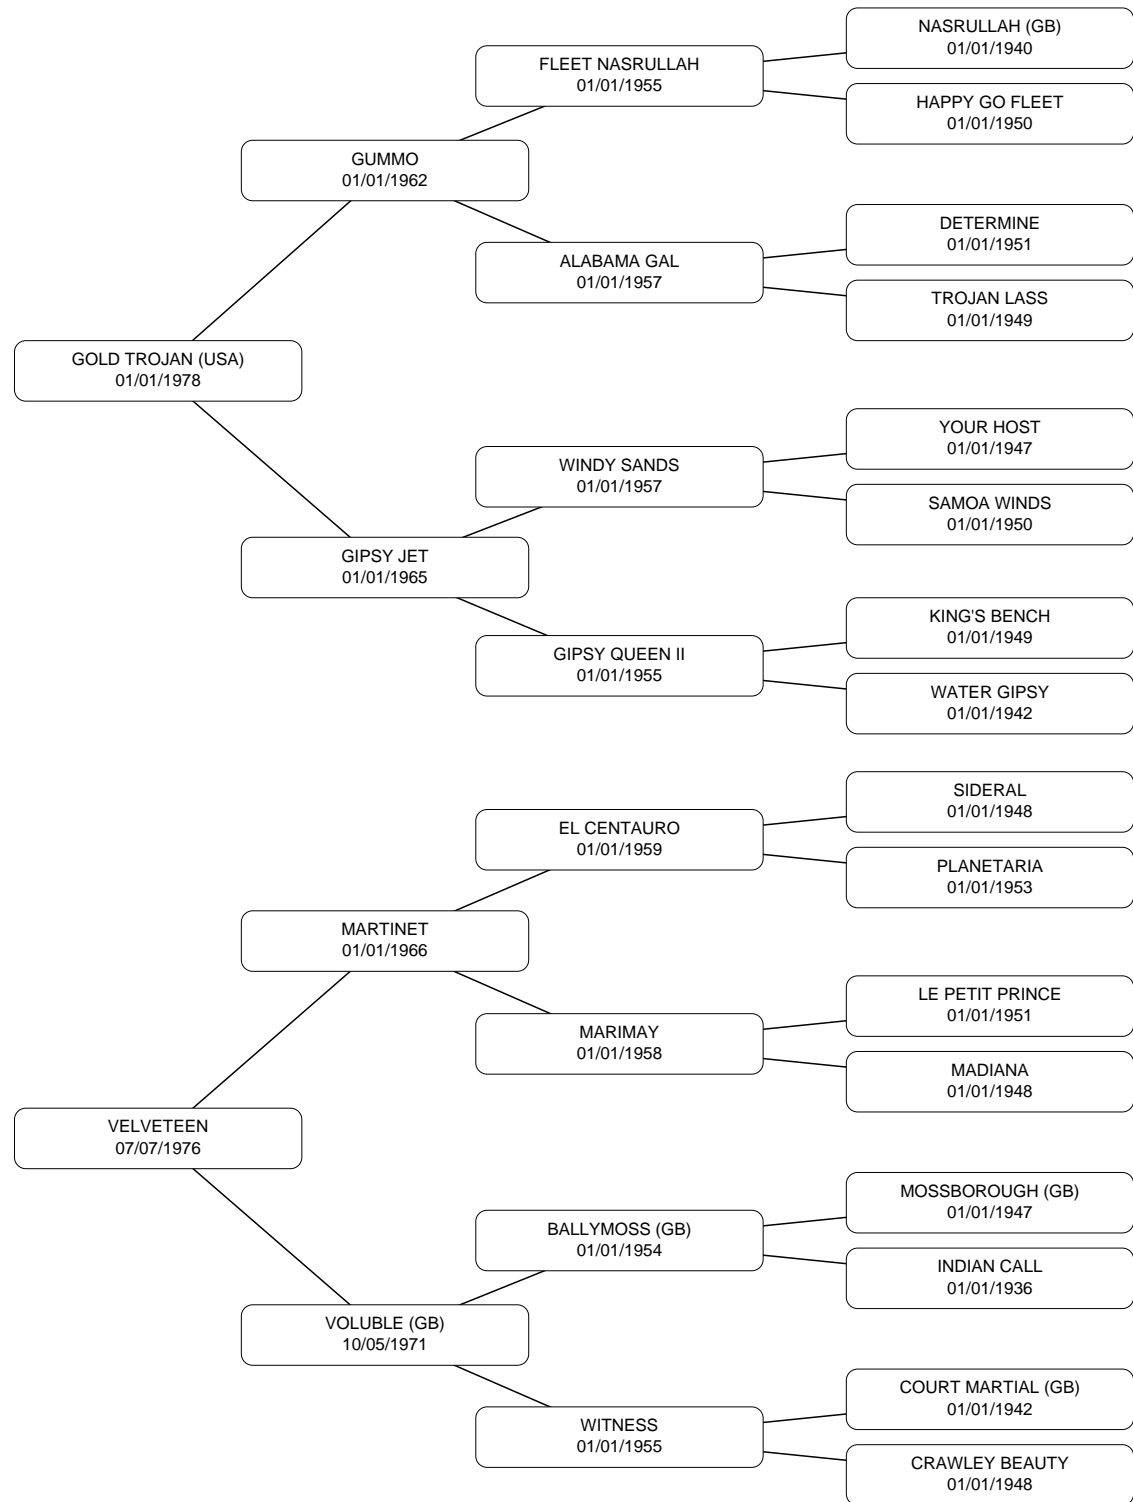 NASRULLAH (GB)
01/01/1940
FLEET NASRULLAH
01/01/1955
HAPPY GO FLEET
01/01/1950
GUMMO
01/01/1962
DETERMINE
01/01/1951
ALABAMA GAL
01/01/1957
TROJAN LASS
01/01/1949
GOLD TROJAN (USA)
01/01/1978
YOUR HOST
01/01/1947
WINDY SANDS
01/01/1957
SAMOA WINDS
01/01/1950
GIPSY JET
01/01/1965
KING'S BENCH
01/01/1949
GIPSY QUEEN II
01/01/1955
WATER GIPSY
01/01/1942
SIDERAL
01/01/1948
EL CENTAURO
01/01/1959
PLANETARIA
01/01/1953
MARTINET
01/01/1966
LE PETIT PRINCE
01/01/1951
MARIMAY
01/01/1958
MADIANA
01/01/1948
VELVETEEN
07/07/1976
MOSSBOROUGH (GB)
01/01/1947
BALLYMOSS (GB)
01/01/1954
INDIAN CALL
01/01/1936
VOLUBLE (GB)
10/05/1971
COURT MARTIAL (GB)
01/01/1942
WITNESS
01/01/1955
CRAWLEY BEAUTY
01/01/1948